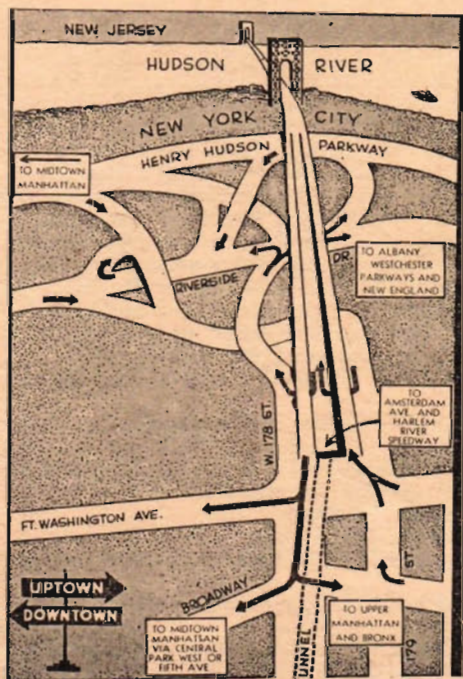 NEW JERSEY
HUDSON RIVER
NEW YORK CITY
HENRY HUDSON PARKWAY
TO MIDTOWN
MANHATTAN
RIVERSIDE DR.
TO ALBANY
WESTCHESTER
PARKWAYS AND
NEW ENGLAND
W. 178 ST.
TO
AMSTERDAM
AVE. AND
HARLEM
RIVER
SPEEDWAY
FT. WASHINGTON AVE.
UPTOWN
DOWNTOWN
BROADWAY
TO MIDTOWN
MANHATTAN
VIA CENTRAL
PARK WEST or
FIFTH AVE
UNNEL
TO UPPER
MANHATTAN
AND BRONX
179 ST.